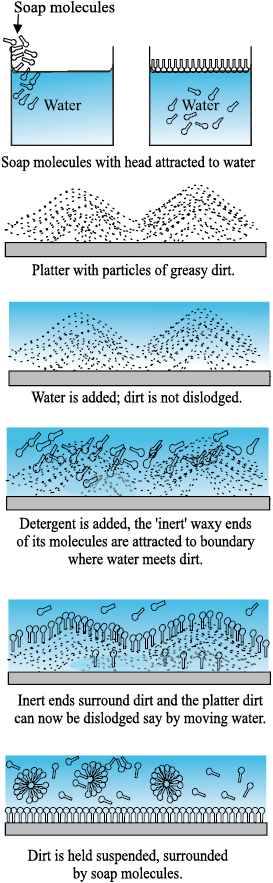 Soap molecules
Water
Water
Soap molecules with head attracted to water
Platter with particles of greasy dirt.
Water is added; dirt is not dislodged.
Detergent is added, the 'inert' waxy ends
of its molecules are attracted to boundary
where water meets dirt.
Inert ends surround dirt and the platter dirt
can now be dislodged say by moving water.
Dirt is held suspended, surrounded
by soap molecules.